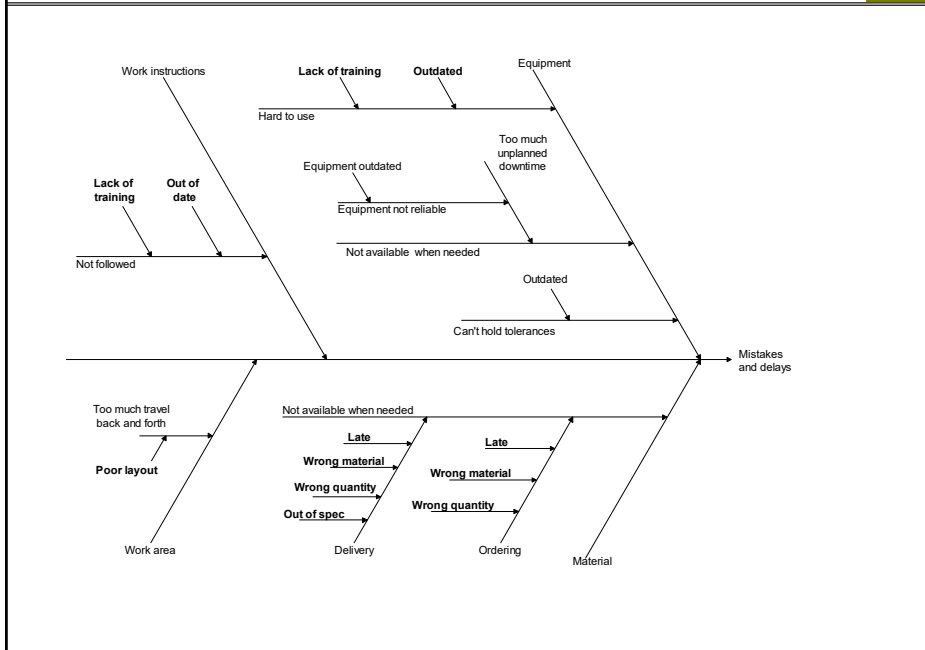 Work instructions
Lack of training
Outdated
Equipment
Hard to use
Too much
unplanned
downtime
Equipment outdated
Lack of
training
Out of
date
Equipment not reliable
Not available when needed
Not followed
Outdated
Can't hold tolerances
Mistakes
and delays
Too much travel
back and forth
Not available when needed
Poor layout
Late
Wrong material
Wrong quantity
Out of spec
Late
Wrong material
Wrong quantity
Work area
Delivery
Ordering
Material